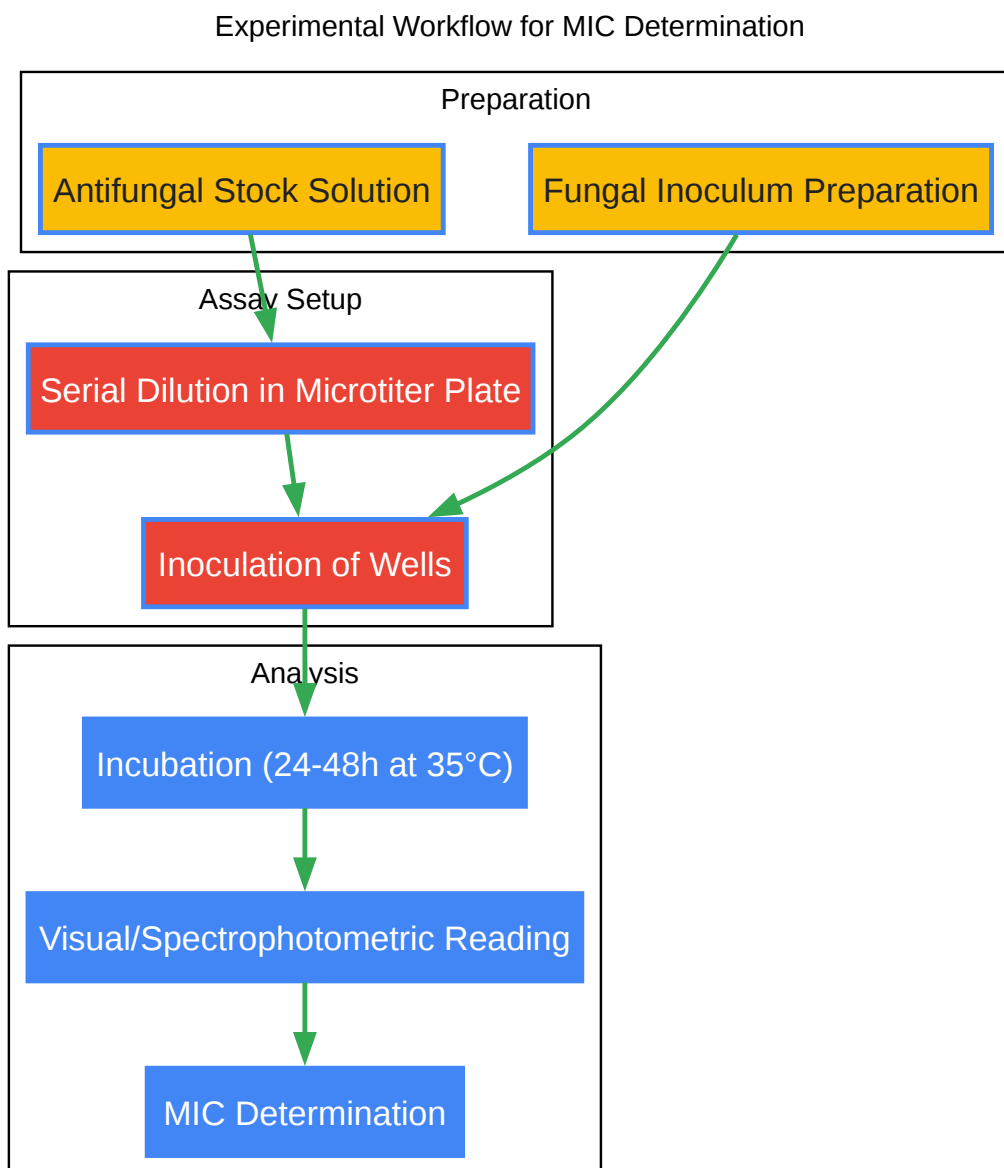 Experimental Workflow for MIC Determination
Preparation
Antifungal Stock Solution
Fungal Inoculum Preparation
Assay Setup
Serial Dilution in Microtiter Plate
Inoculation of Wells
Analysis
Incubation (24-48h at 35°C)
Visual/Spectrophotometric Reading
MIC Determination